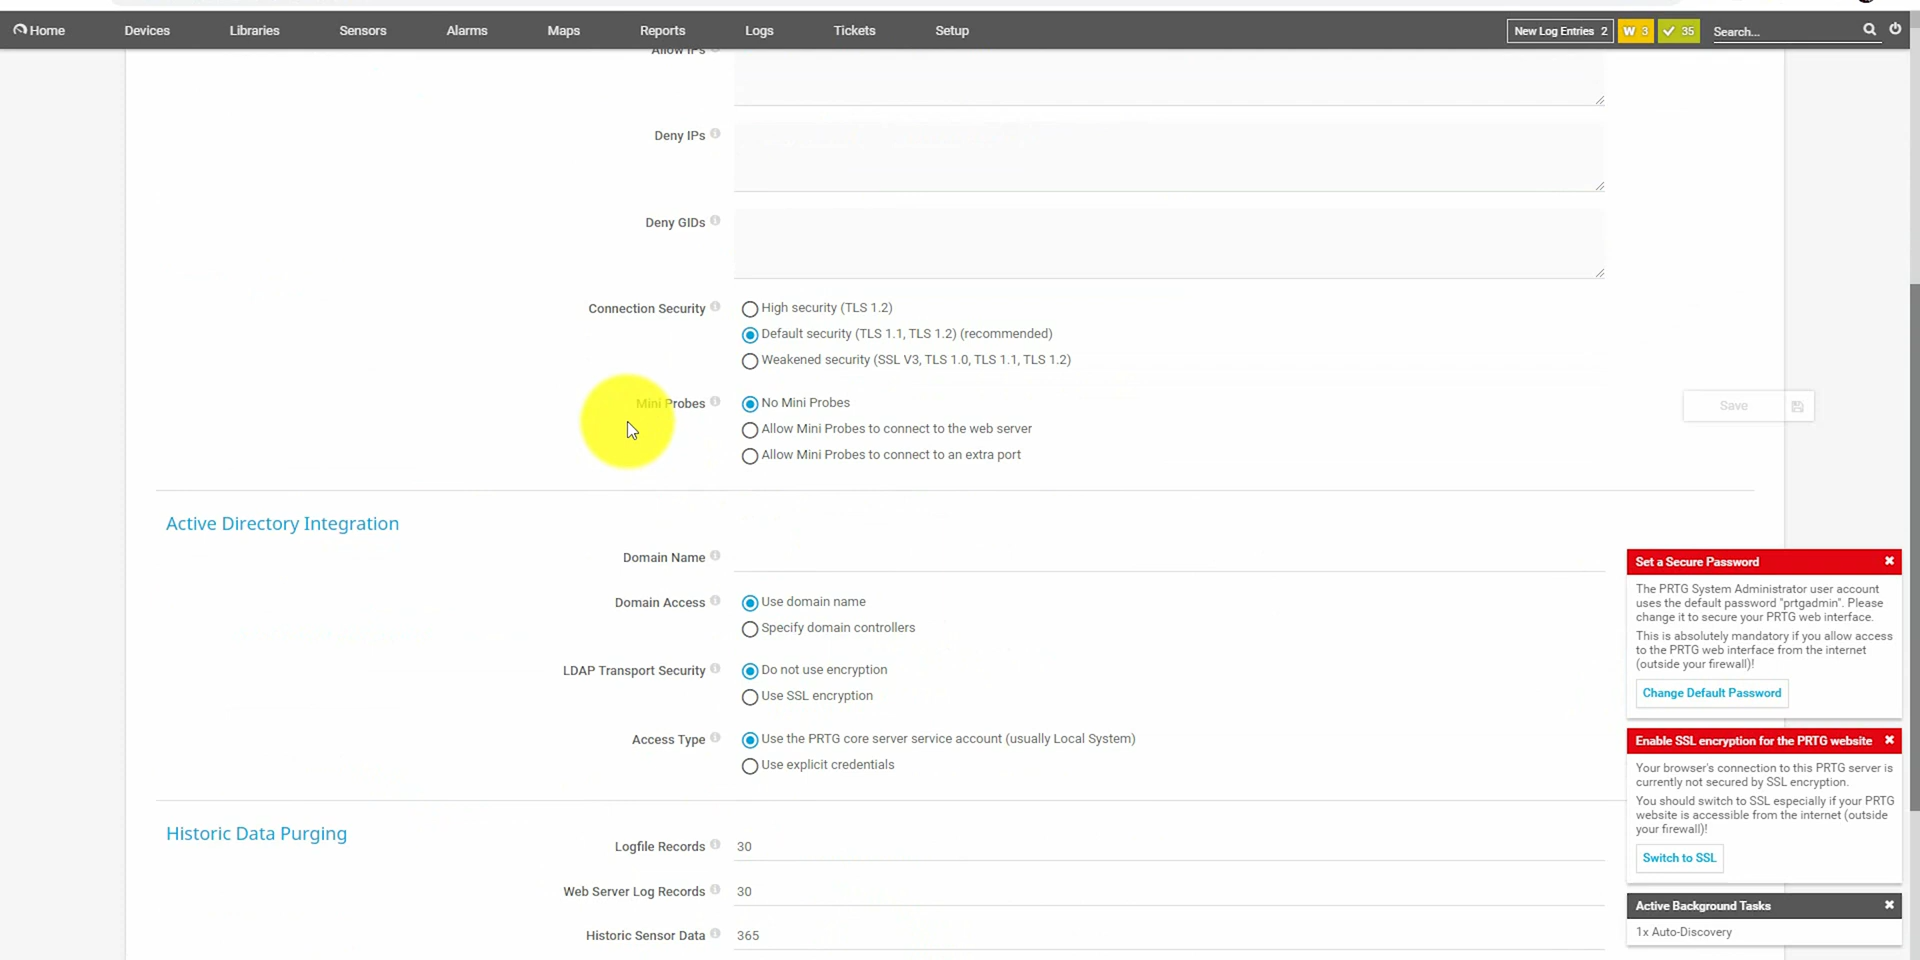 Home Devices Libraries Sensors Alarms Maps Reports Logs Tickets Setup New Log Entries 2 W 3 35 Search...
Allow IPs
Deny IPs
Deny GIDs
Connection Security
High security (TLS 1.2)
Default security (TLS 1.1, TLS 1.2) (recommended)
Weakened security (SSL V3, TLS 1.0, TLS 1.1, TLS 1.2)
Mini Probes
No Mini Probes
Allow Mini Probes to connect to the web server
Allow Mini Probes to connect to an extra port
Save
Active Directory Integration
Domain Name
Domain Access
Use domain name
Specify domain controllers
LDAP Transport Security
Do not use encryption
Use SSL encryption
Access Type
Use the PRTG core server service account (usually Local System)
Use explicit credentials
Historic Data Purging
Logfile Records 30
Web Server Log Records 30
Historic Sensor Data 365
Set a Secure Password
The PRTG System Administrator user account
uses the default password "prtgadmin". Please
change it to secure your PRTG web interface.
This is absolutely mandatory if you allow access
to the PRTG web interface from the internet
(outside your firewall)!
Change Default Password
Enable SSL encryption for the PRTG website
Your browser's connection to this PRTG server is
currently not secured by SSL encryption.
You should switch to SSL especially if your PRTG
website is accessible from the internet (outside
your firewall)!
Switch to SSL
Active Background Tasks
1x Auto-Discovery